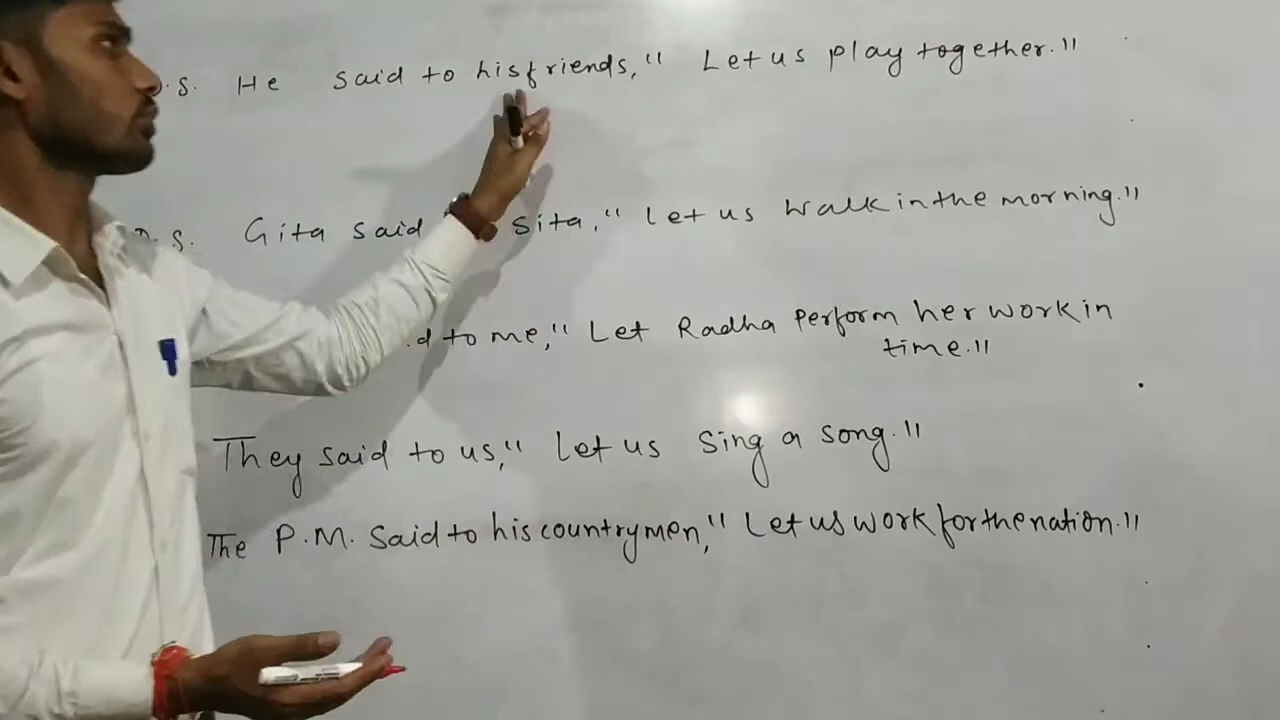 D.S. He said to his friends," Let us play together."
D.S. Gita said Sita," Let us walk in the morning."
d to me," Let Radha Perform her work in
time."
They said to us," Let us sing a song."
The P.M. Said to his countrymen," Let us work for the nation."